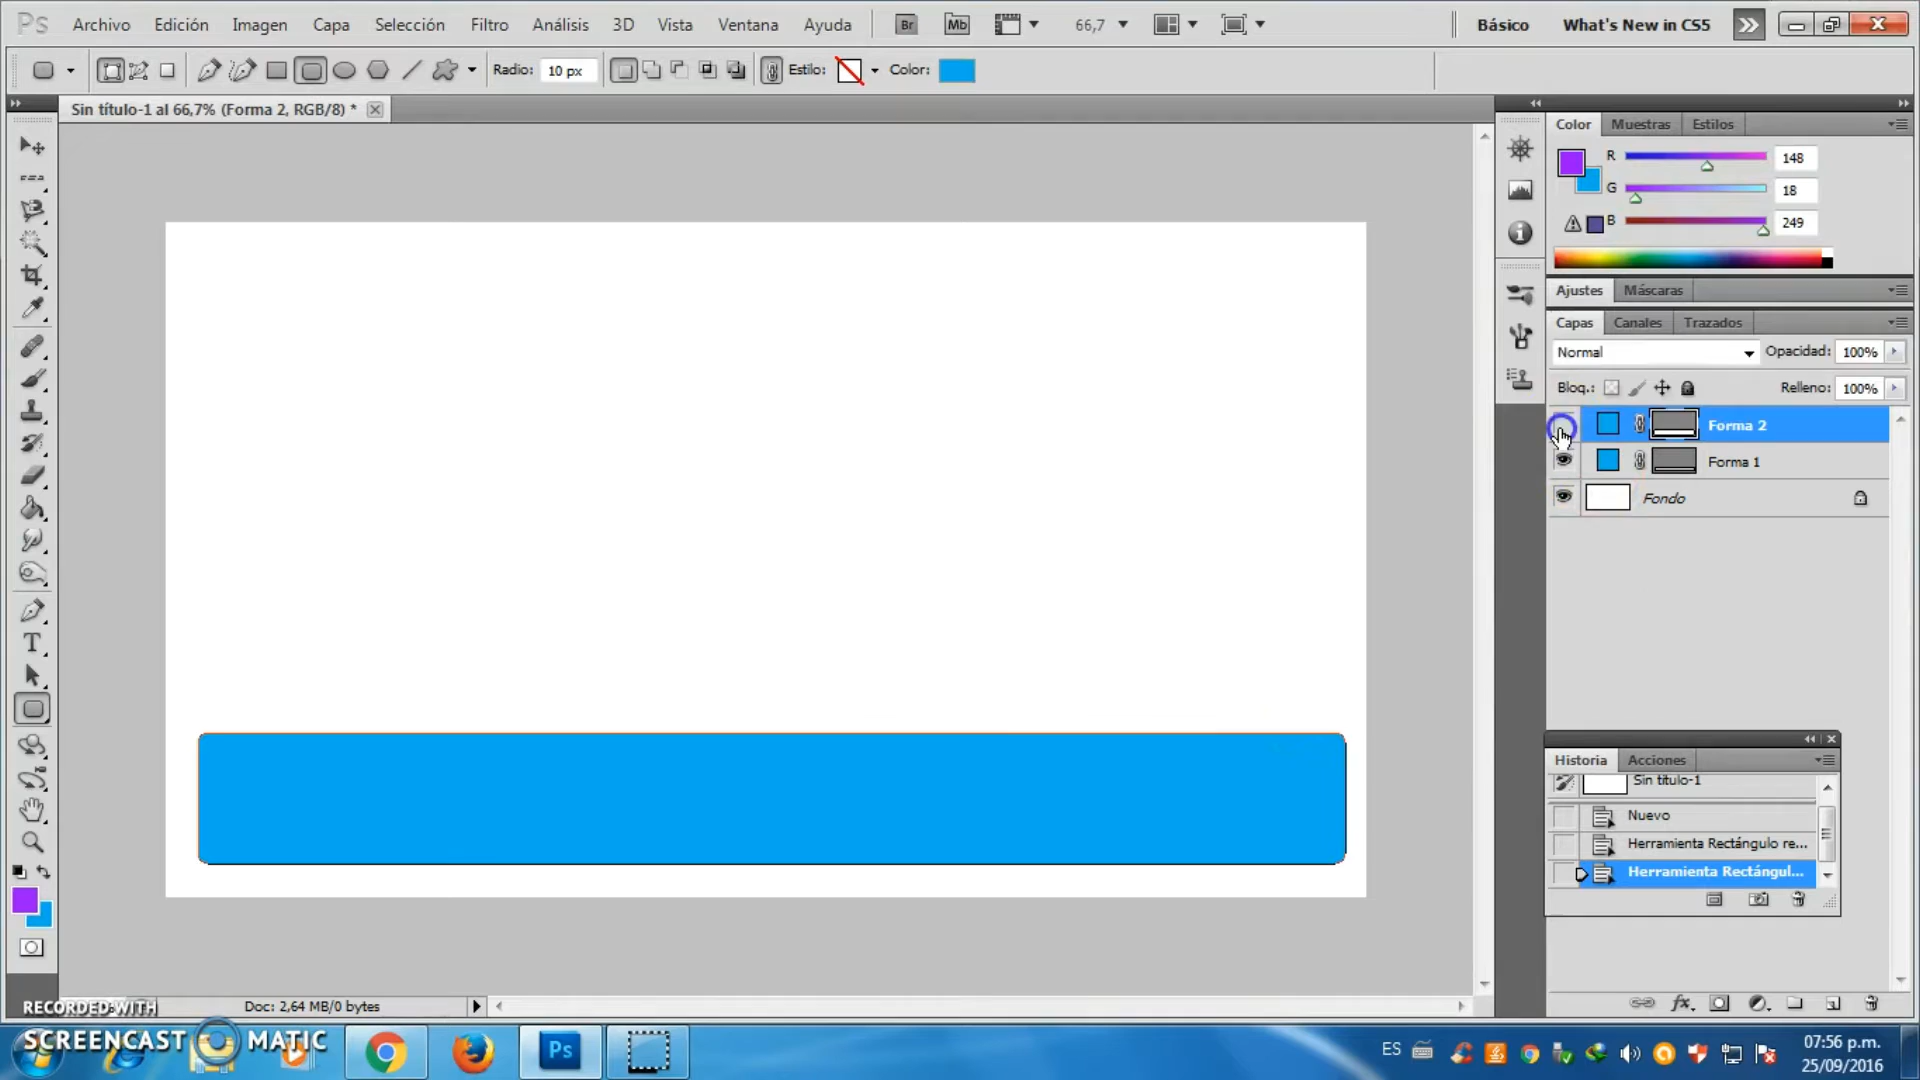 Ps Archivo Edición Imagen Capa Selección Filtro Análisis 3D Vista Ventana Ayuda Br Mb 66,7 Básico What's New in CS5
Radio: 10 px Estilo: Color:
Sin título-1 al 66,7% (Forma 2, RGB/8) *
Color Muestras Estilos
R 148
G 18
B 249
Ajustes Máscaras
Capas Canales Trazados
Normal Opacidad: 100%
Bloq.: Relleno: 100%
Forma 2
Forma 1
Fondo
Historia Acciones
Sin título-1
Nuevo
Herramienta Rectángulo re...
Herramienta Rectángul...
fx
T
Doc: 2,64 MB/0 bytes
RECORDED WITH
SCREENCAST MATIC
Ps
ES
07:56 p.m.
25/09/2016